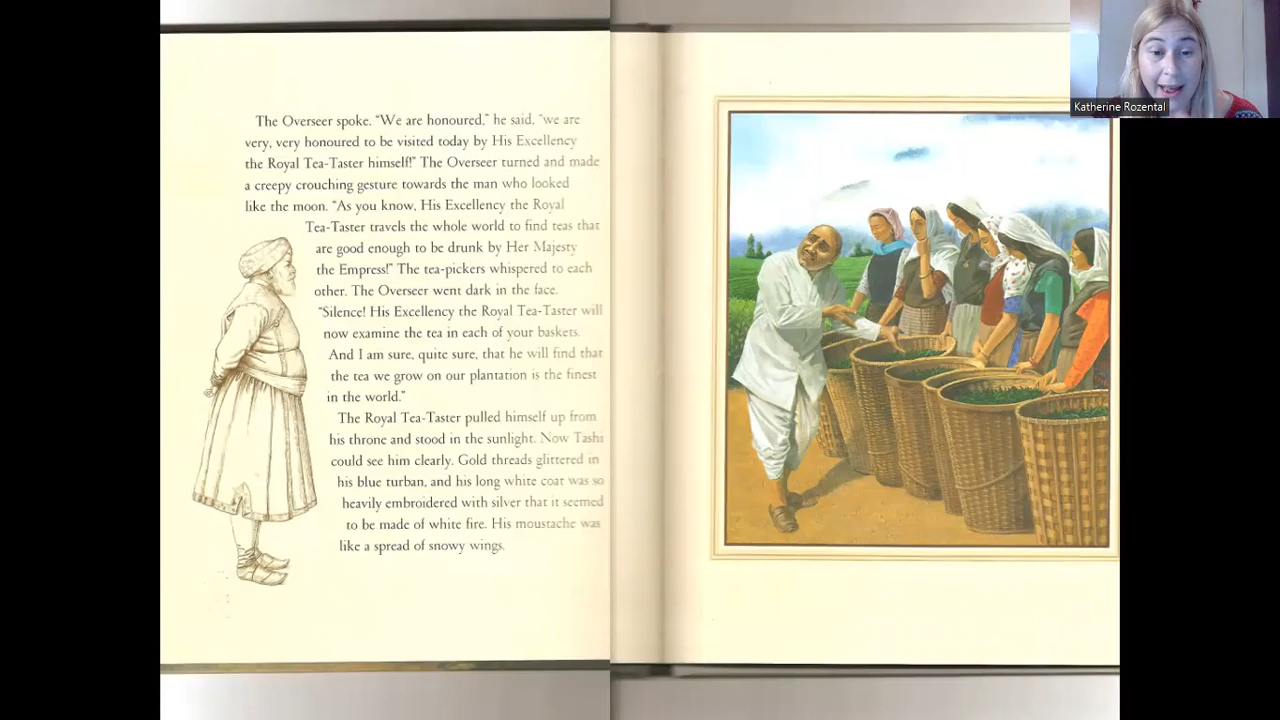 The Overseer spoke. “We are honoured,” he said, “we are
very, very honoured to be visited today by His Excellency
the Royal Tea-Taster himself!” The Overseer turned and made
a creepy crouching gesture towards the man who looked
like the moon. “As you know, His Excellency the Royal
Tea-Taster travels the whole world to find teas that
are good enough to be drunk by Her Majesty
the Empress!” The tea-pickers whispered to each
other. The Overseer went dark in the face.
“Silence! His Excellency the Royal Tea-Taster will
now examine the tea in each of your baskets.
And I am sure, quite sure, that he will find that
the tea we grow on our plantation is the finest
in the world.”
The Royal Tea-Taster pulled himself up from
his throne and stood in the sunlight. Now Tashi
could see him clearly. Gold threads glittered in
his blue turban, and his long white coat was so
heavily embroidered with silver that it seemed
to be made of white fire. His moustache was
like a spread of snowy wings.
Katherine Rozental